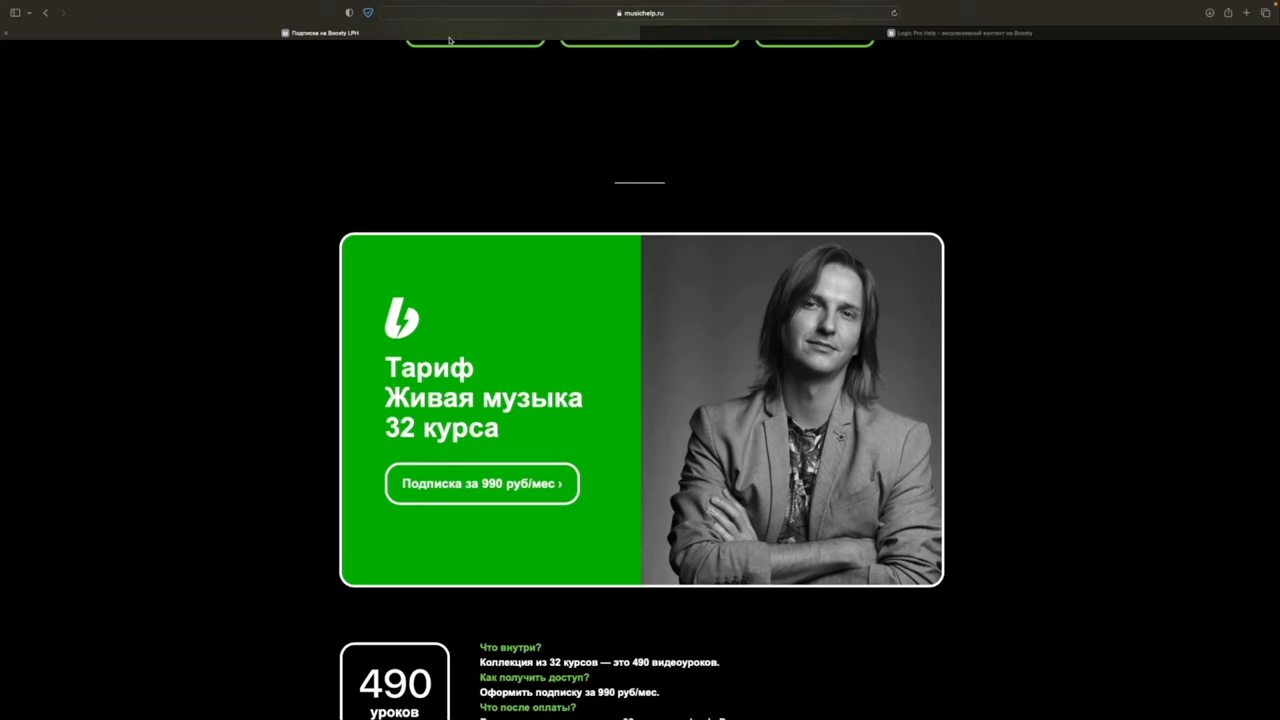 musichelp.ru
Подписка на Boosty LPH
Logic Pro Help - эксклюзивный контент на Boosty
Тариф
Живая музыка
32 курса
Подписка за 990 руб/мес ›
490
уроков
Что внутри?
Коллекция из 32 курсов — это 490 видеоуроков.
Как получить доступ?
Оформить подписку за 990 руб/мес.
Что после оплаты?